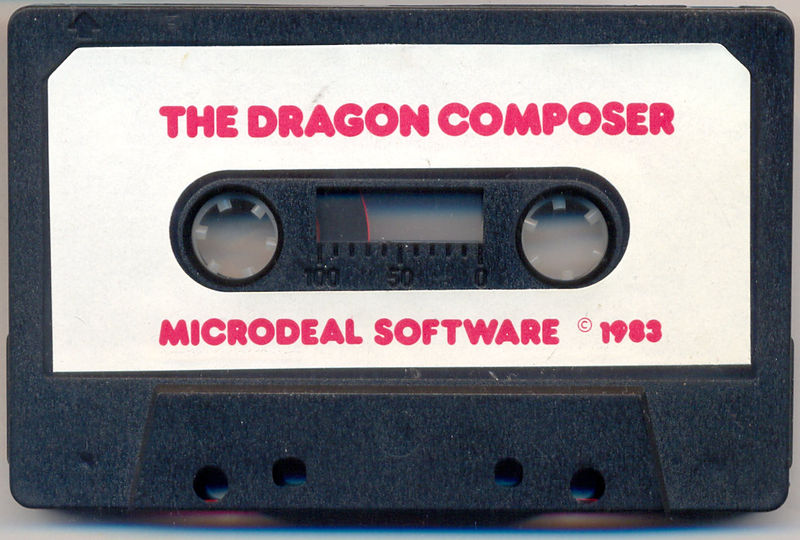 THE DRAGON COMPOSER
100 50 0
MICRODEAL SOFTWARE © 1983